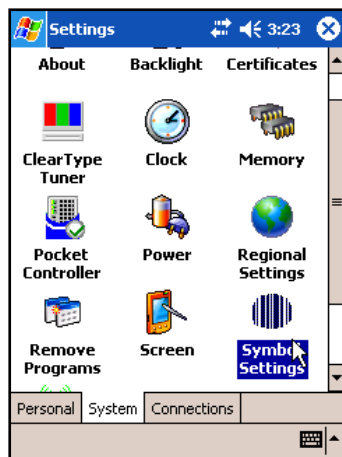 Settings 3:23
About Backlight Certificates
ClearType Clock Memory
Tuner
Pocket Power Regional
Controller Settings
Remove Screen Symbol
Programs Settings
Personal System Connections